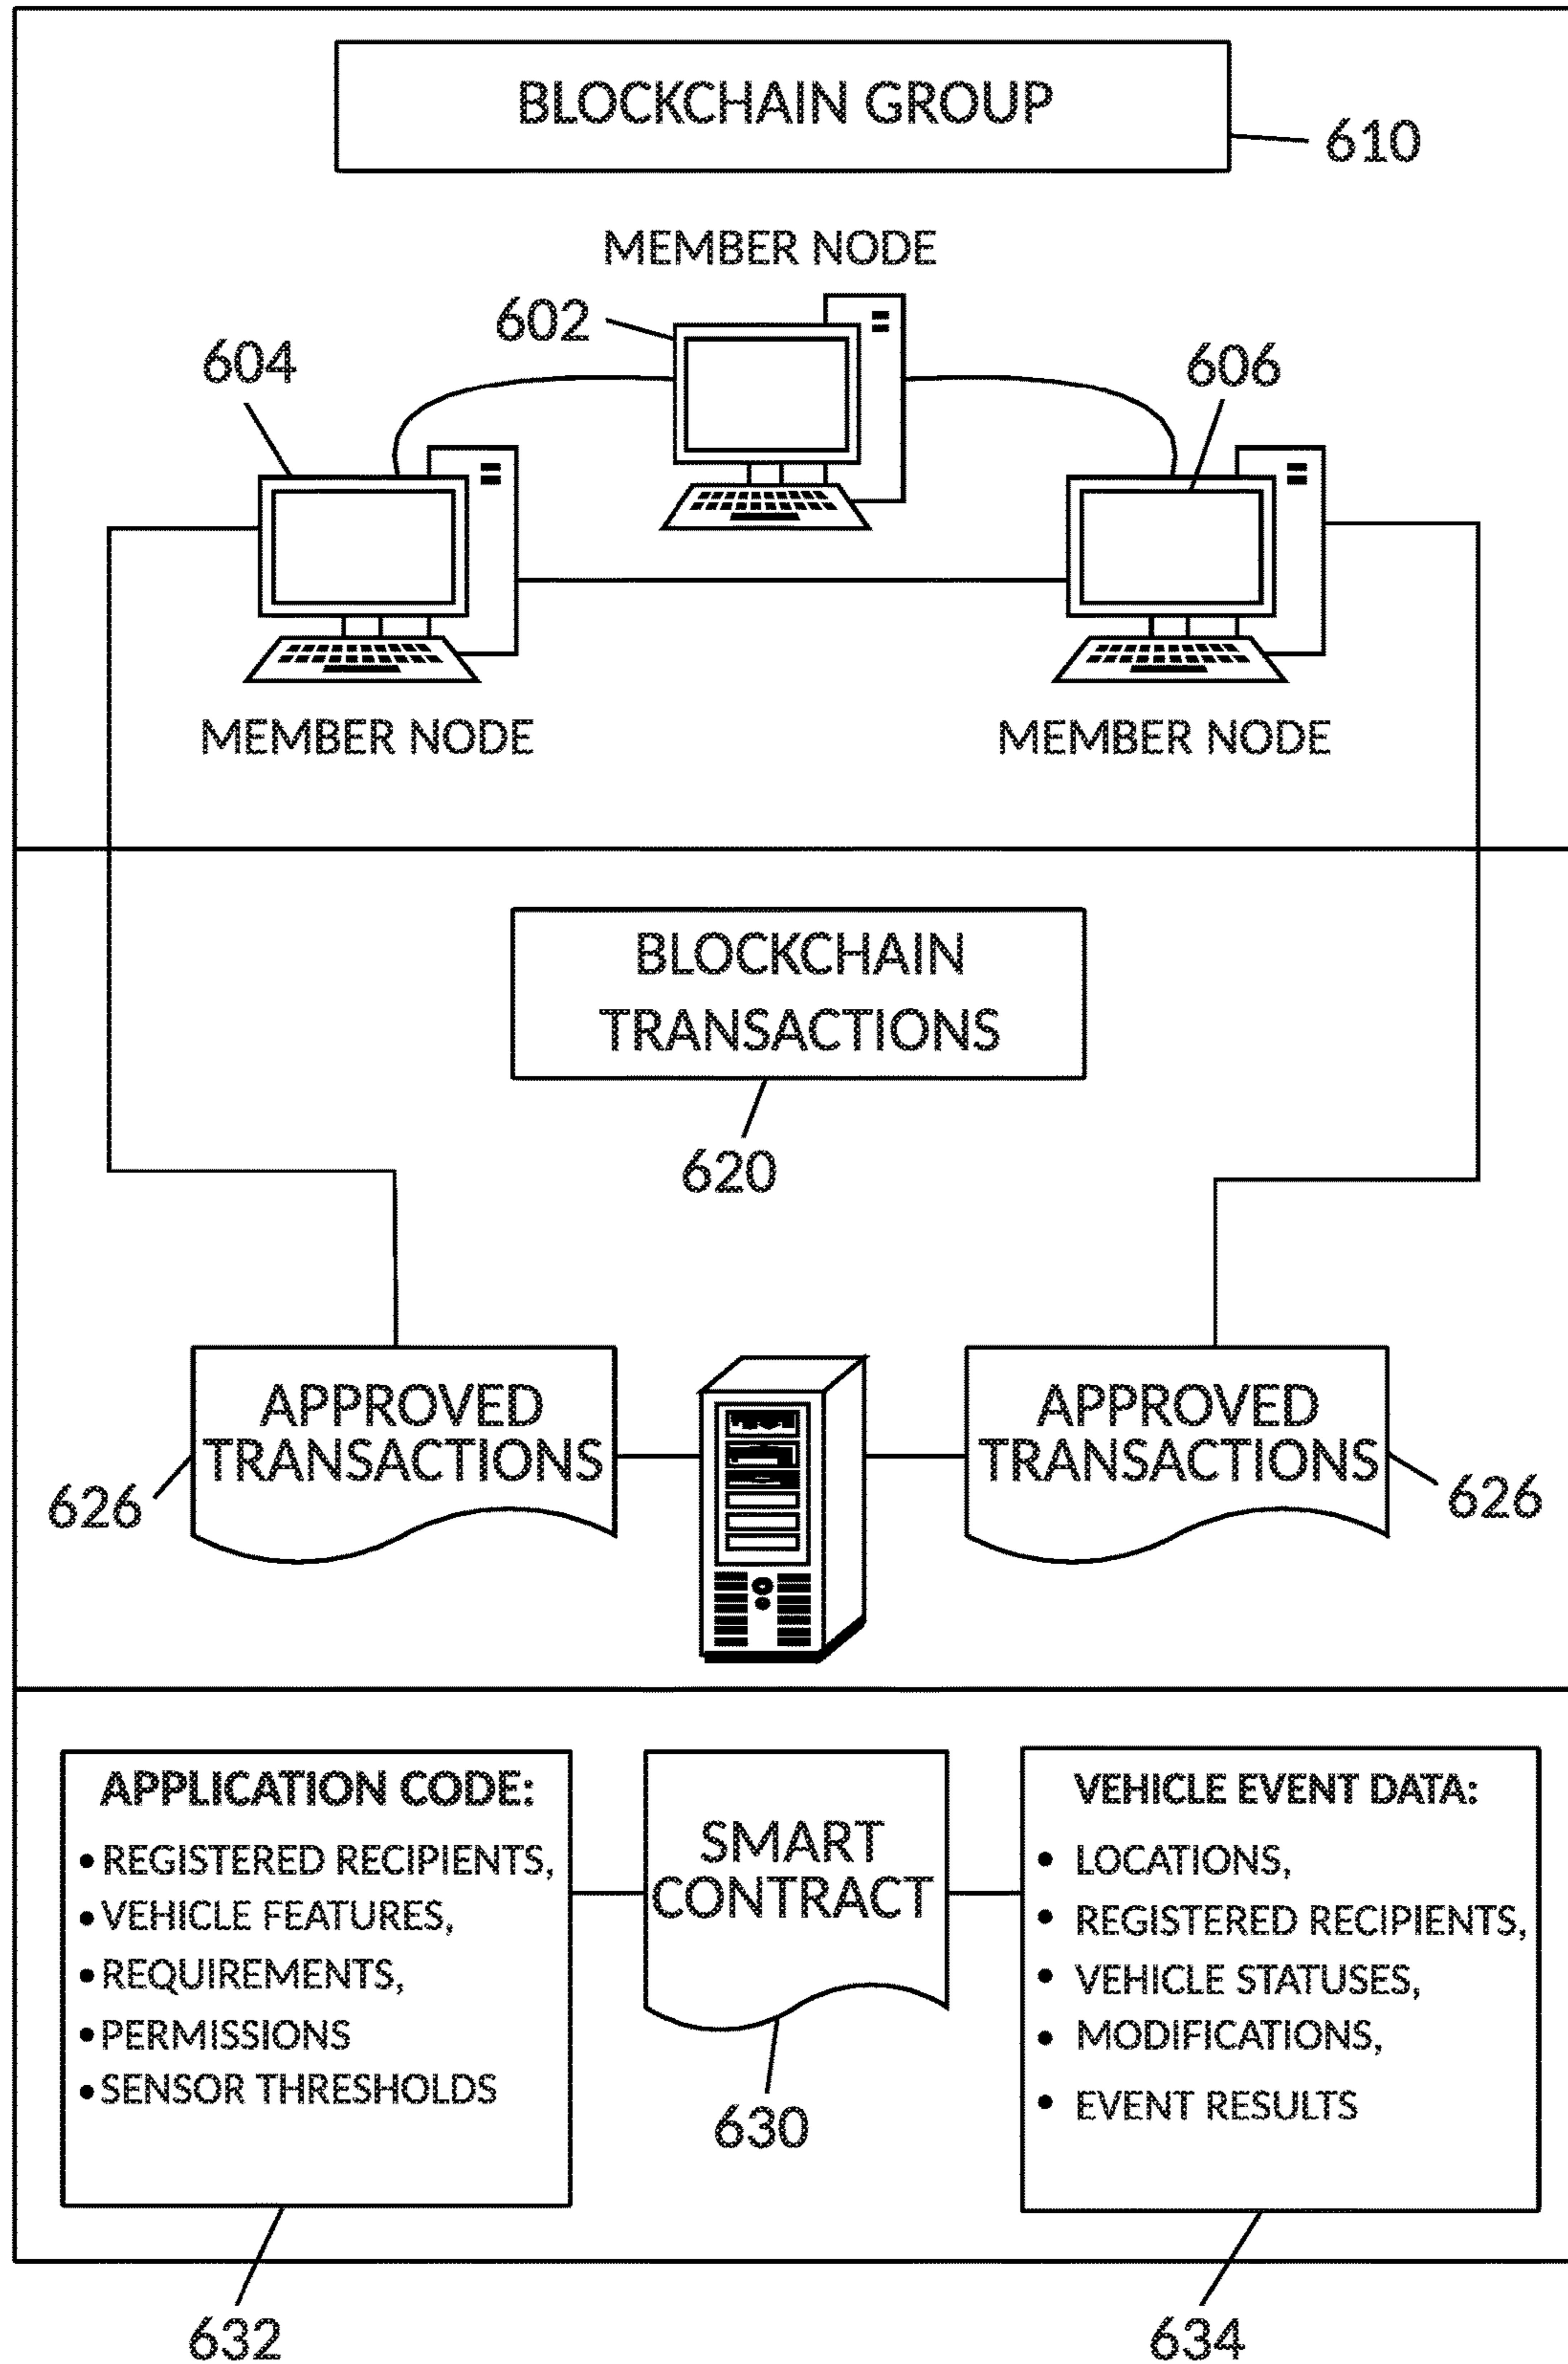 BLOCKCHAIN GROUP
610
MEMBER NODE
602
604
606
MEMBER NODE
MEMBER NODE
BLOCKCHAIN
TRANSACTIONS
620
APPROVED
TRANSACTIONS
626
APPROVED
TRANSACTIONS
626
APPLICATION CODE:
• REGISTERED RECIPIENTS,
• VEHICLE FEATURES,
• REQUIREMENTS,
• PERMISSIONS
• SENSOR THRESHOLDS
SMART
CONTRACT
630
VEHICLE EVENT DATA:
• LOCATIONS,
• REGISTERED RECIPIENTS,
• VEHICLE STATUSES,
• MODIFICATIONS,
• EVENT RESULTS
632
634